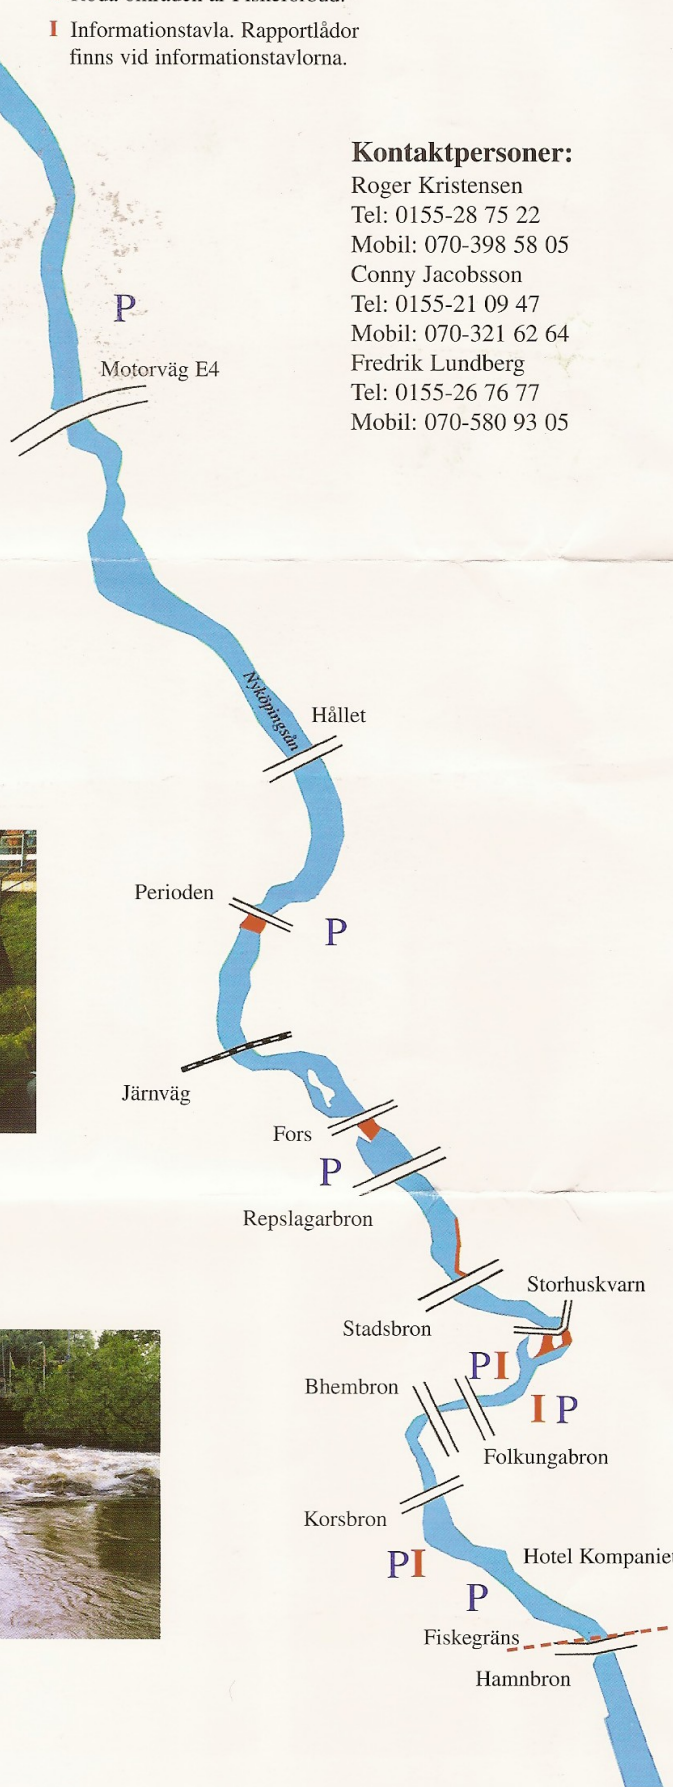 I Informationstavla. Rapportlådor
finns vid informationstavlorna.
Kontaktpersoner:
Roger Kristensen
Tel: 0155-28 75 22
Mobil: 070-398 58 05
Conny Jacobsson
Tel: 0155-21 09 47
Mobil: 070-321 62 64
Fredrik Lundberg
Tel: 0155-26 76 77
Mobil: 070-580 93 05
P
Motorväg E4
Nyköpingsån
Hållet
Perioden
P
Järnväg
Fors
P
Repslagarbron
Storhuskvarn
Stadsbron
PI
Bhembron
I P
Folkungabron
Korsbron
PI
Hotel Kompaniet
P
Fiskegräns
Hamnbron